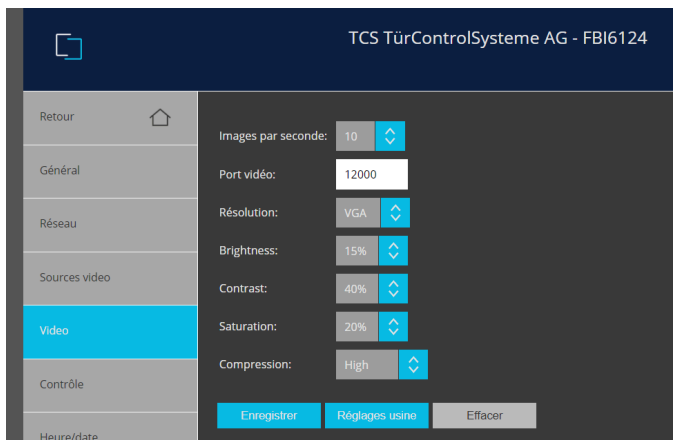 TCS TürControlSysteme AG - FBI6124
Retour
Général
Réseau
Sources video
Video
Contrôle
Heure/date
Images par seconde: 10
Port vidéo: 12000
Résolution: VGA
Brightness: 15%
Contrast: 40%
Saturation: 20%
Compression: High
Enregistrer Réglages usine Effacer